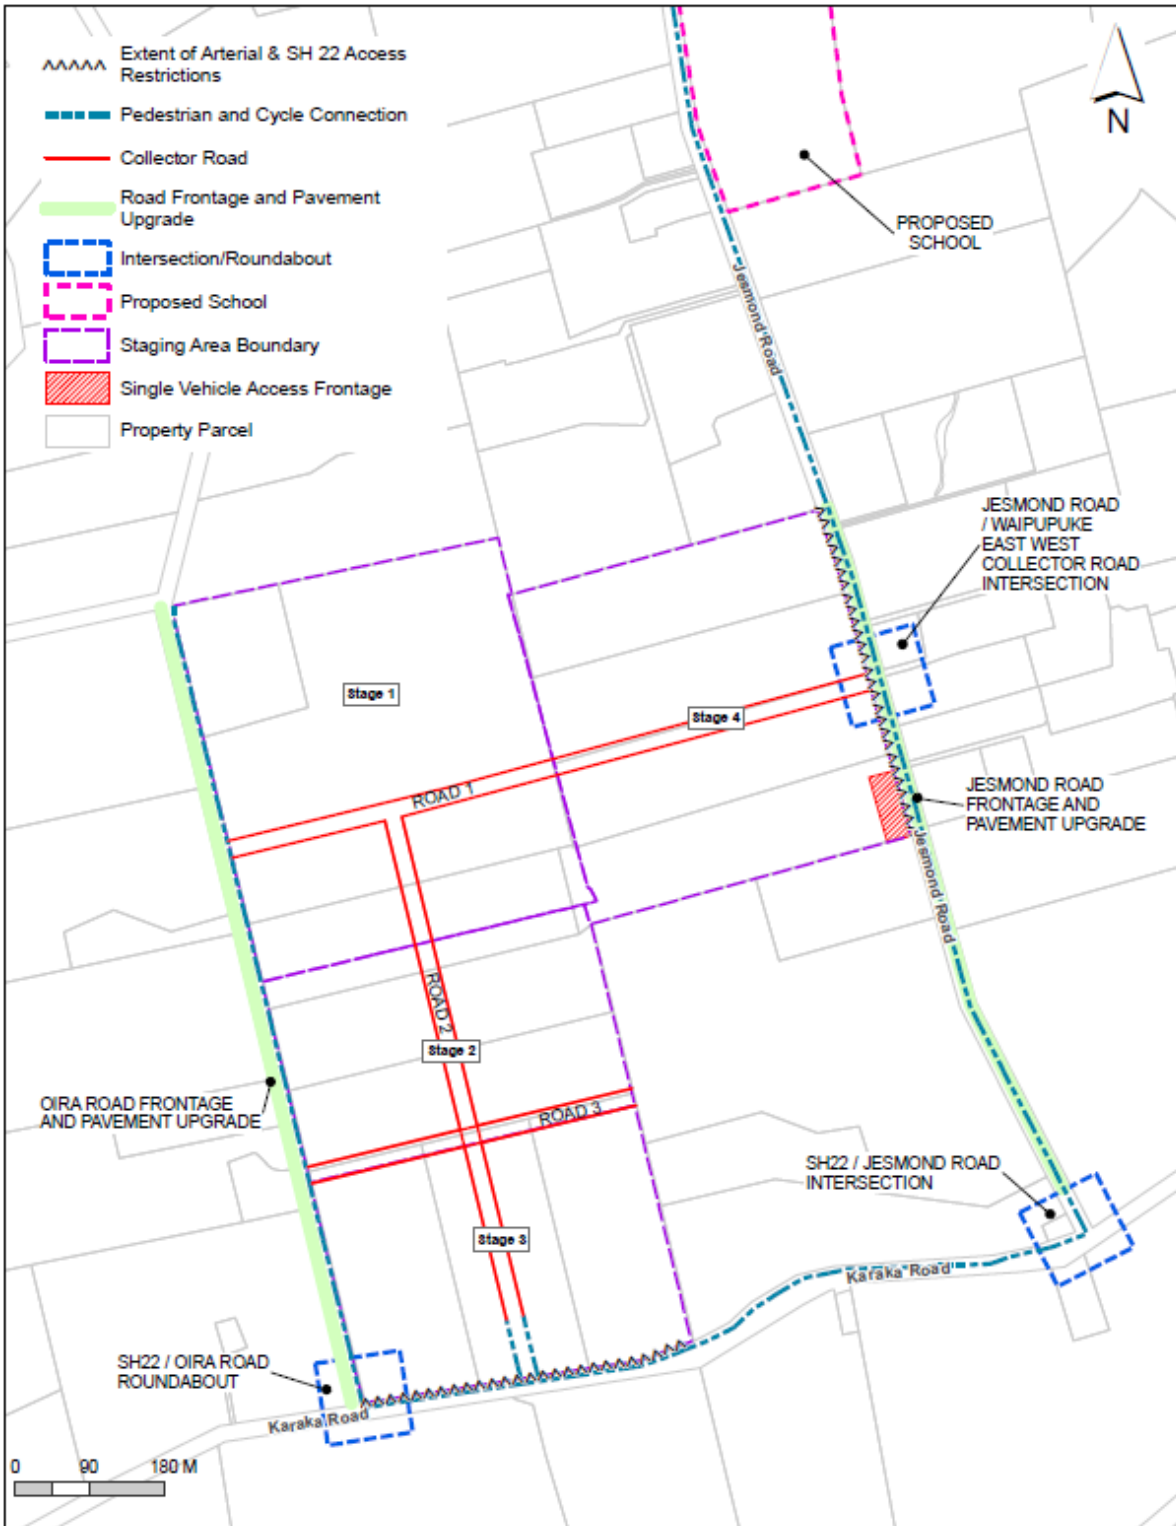 Extent of Arterial & SH 22 Access
Restrictions
Pedestrian and Cycle Connection
Collector Road
Road Frontage and Pavement
Upgrade
Intersection/Roundabout
Proposed School
Staging Area Boundary
Single Vehicle Access Frontage
Property Parcel
N
PROPOSED
SCHOOL
Jesmond Road
JESMOND ROAD
/ WAIPUPUKE
EAST WEST
COLLECTOR ROAD
INTERSECTION
Stage 1
Stage 4
ROAD 1
JESMOND ROAD
FRONTAGE AND
PAVEMENT UPGRADE
Jesmond Road
ROAD 2
Stage 2
OIRA ROAD FRONTAGE
AND PAVEMENT UPGRADE
ROAD 3
SH22 / JESMOND ROAD
INTERSECTION
Stage 3
Karaka Road
SH22 / OIRA ROAD
ROUNDABOUT
Karaka Road
0 90 180 M